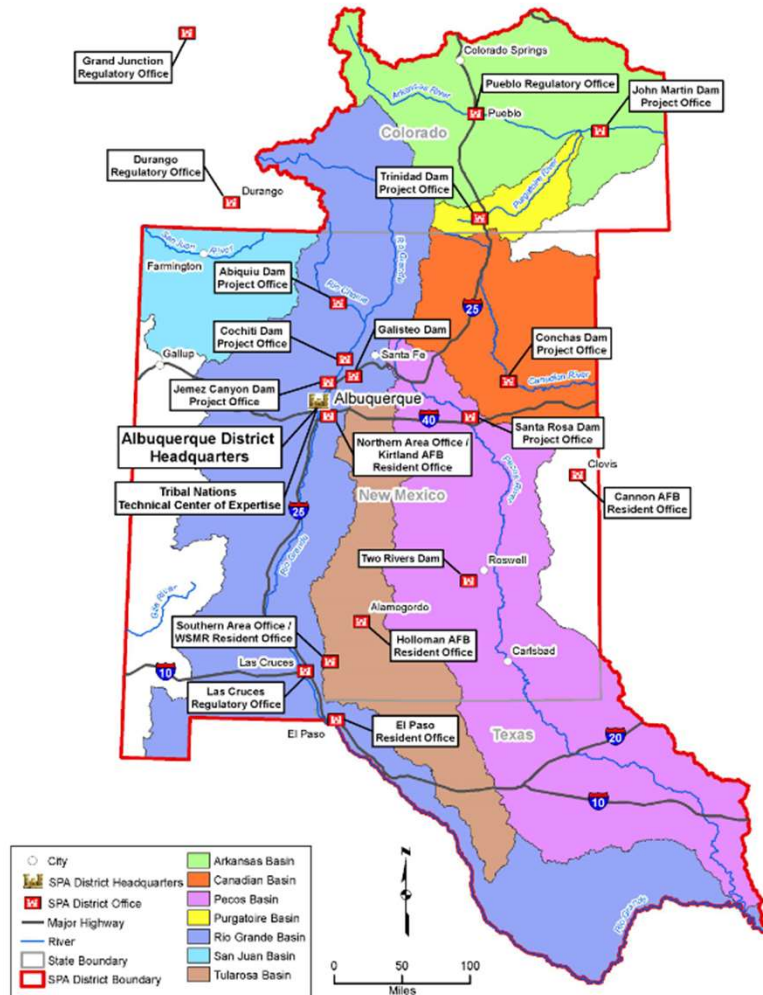 Grand Junction
Regulatory Office
Colorado Springs
Arkansas River
Pueblo Regulatory Office
Pueblo
John Martin Dam
Project Office
Colorado
Durango
Regulatory Office
Durango
Trinidad Dam
Project Office
Purgatoire River
San Juan River
Farmington
Rio Grande
Abiquiu Dam
Project Office
Rio Chama
25
Cochiti Dam
Project Office
Galisteo Dam
Conchas Dam
Project Office
Gallup
Santa Fe
Canadian River
Jemez Canyon Dam
Project Office
Albuquerque
40
Santa Rosa Dam
Project Office
Albuquerque District
Headquarters
Northern Area Office /
Kirtland AFB
Resident Office
Pecos River
Clovis
Cannon AFB
Resident Office
Tribal Nations
Technical Center of Expertise
New Mexico
25
Rio Grande
Two Rivers Dam
Roswell
Gila River
Alamogordo
Southern Area Office /
WSMR Resident Office
Holloman AFB
Resident Office
Las Cruces
Carlsbad
10
Las Cruces
Regulatory Office
El Paso
El Paso
Resident Office
Texas
20
10
Rio Grande
City
SPA District Headquarters
SPA District Office
Major Highway
River
State Boundary
SPA District Boundary
Arkansas Basin
Canadian Basin
Pecos Basin
Purgatoire Basin
Rio Grande Basin
San Juan Basin
Tularosa Basin
N
0 50 100
Miles